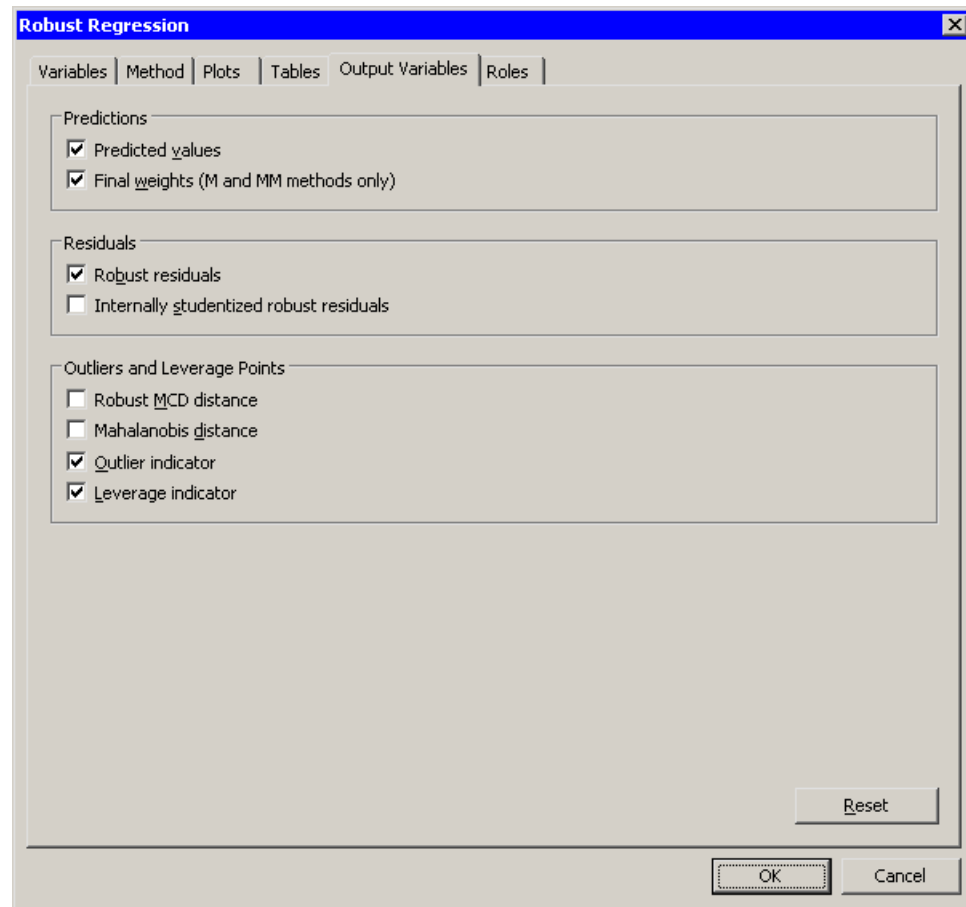 Robust Regression
Variables Method Plots Tables Output Variables Roles
Predictions
Predicted values
Final weights (M and MM methods only)
Residuals
Robust residuals
Internally studentized robust residuals
Outliers and Leverage Points
Robust MCD distance
Mahalanobis distance
Outlier indicator
Leverage indicator
Reset
OK Cancel